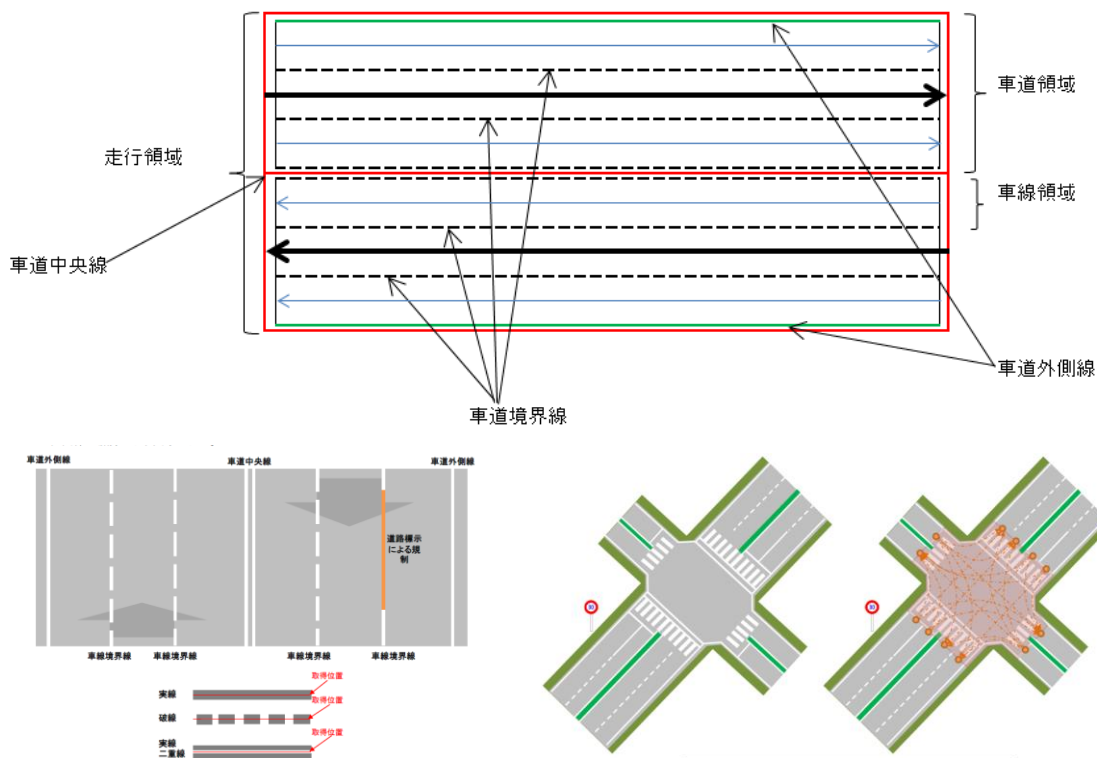 車道領域
走行領域
車線領域
車道中央線
車道外側線
車道境界線
車道外側線
車道中央線
車道外側線
道路標示
による規
制
車線境界線
車線境界線
車線境界線
車線境界線
実線
取得位置
破線
取得位置
実線
二重線
取得位置